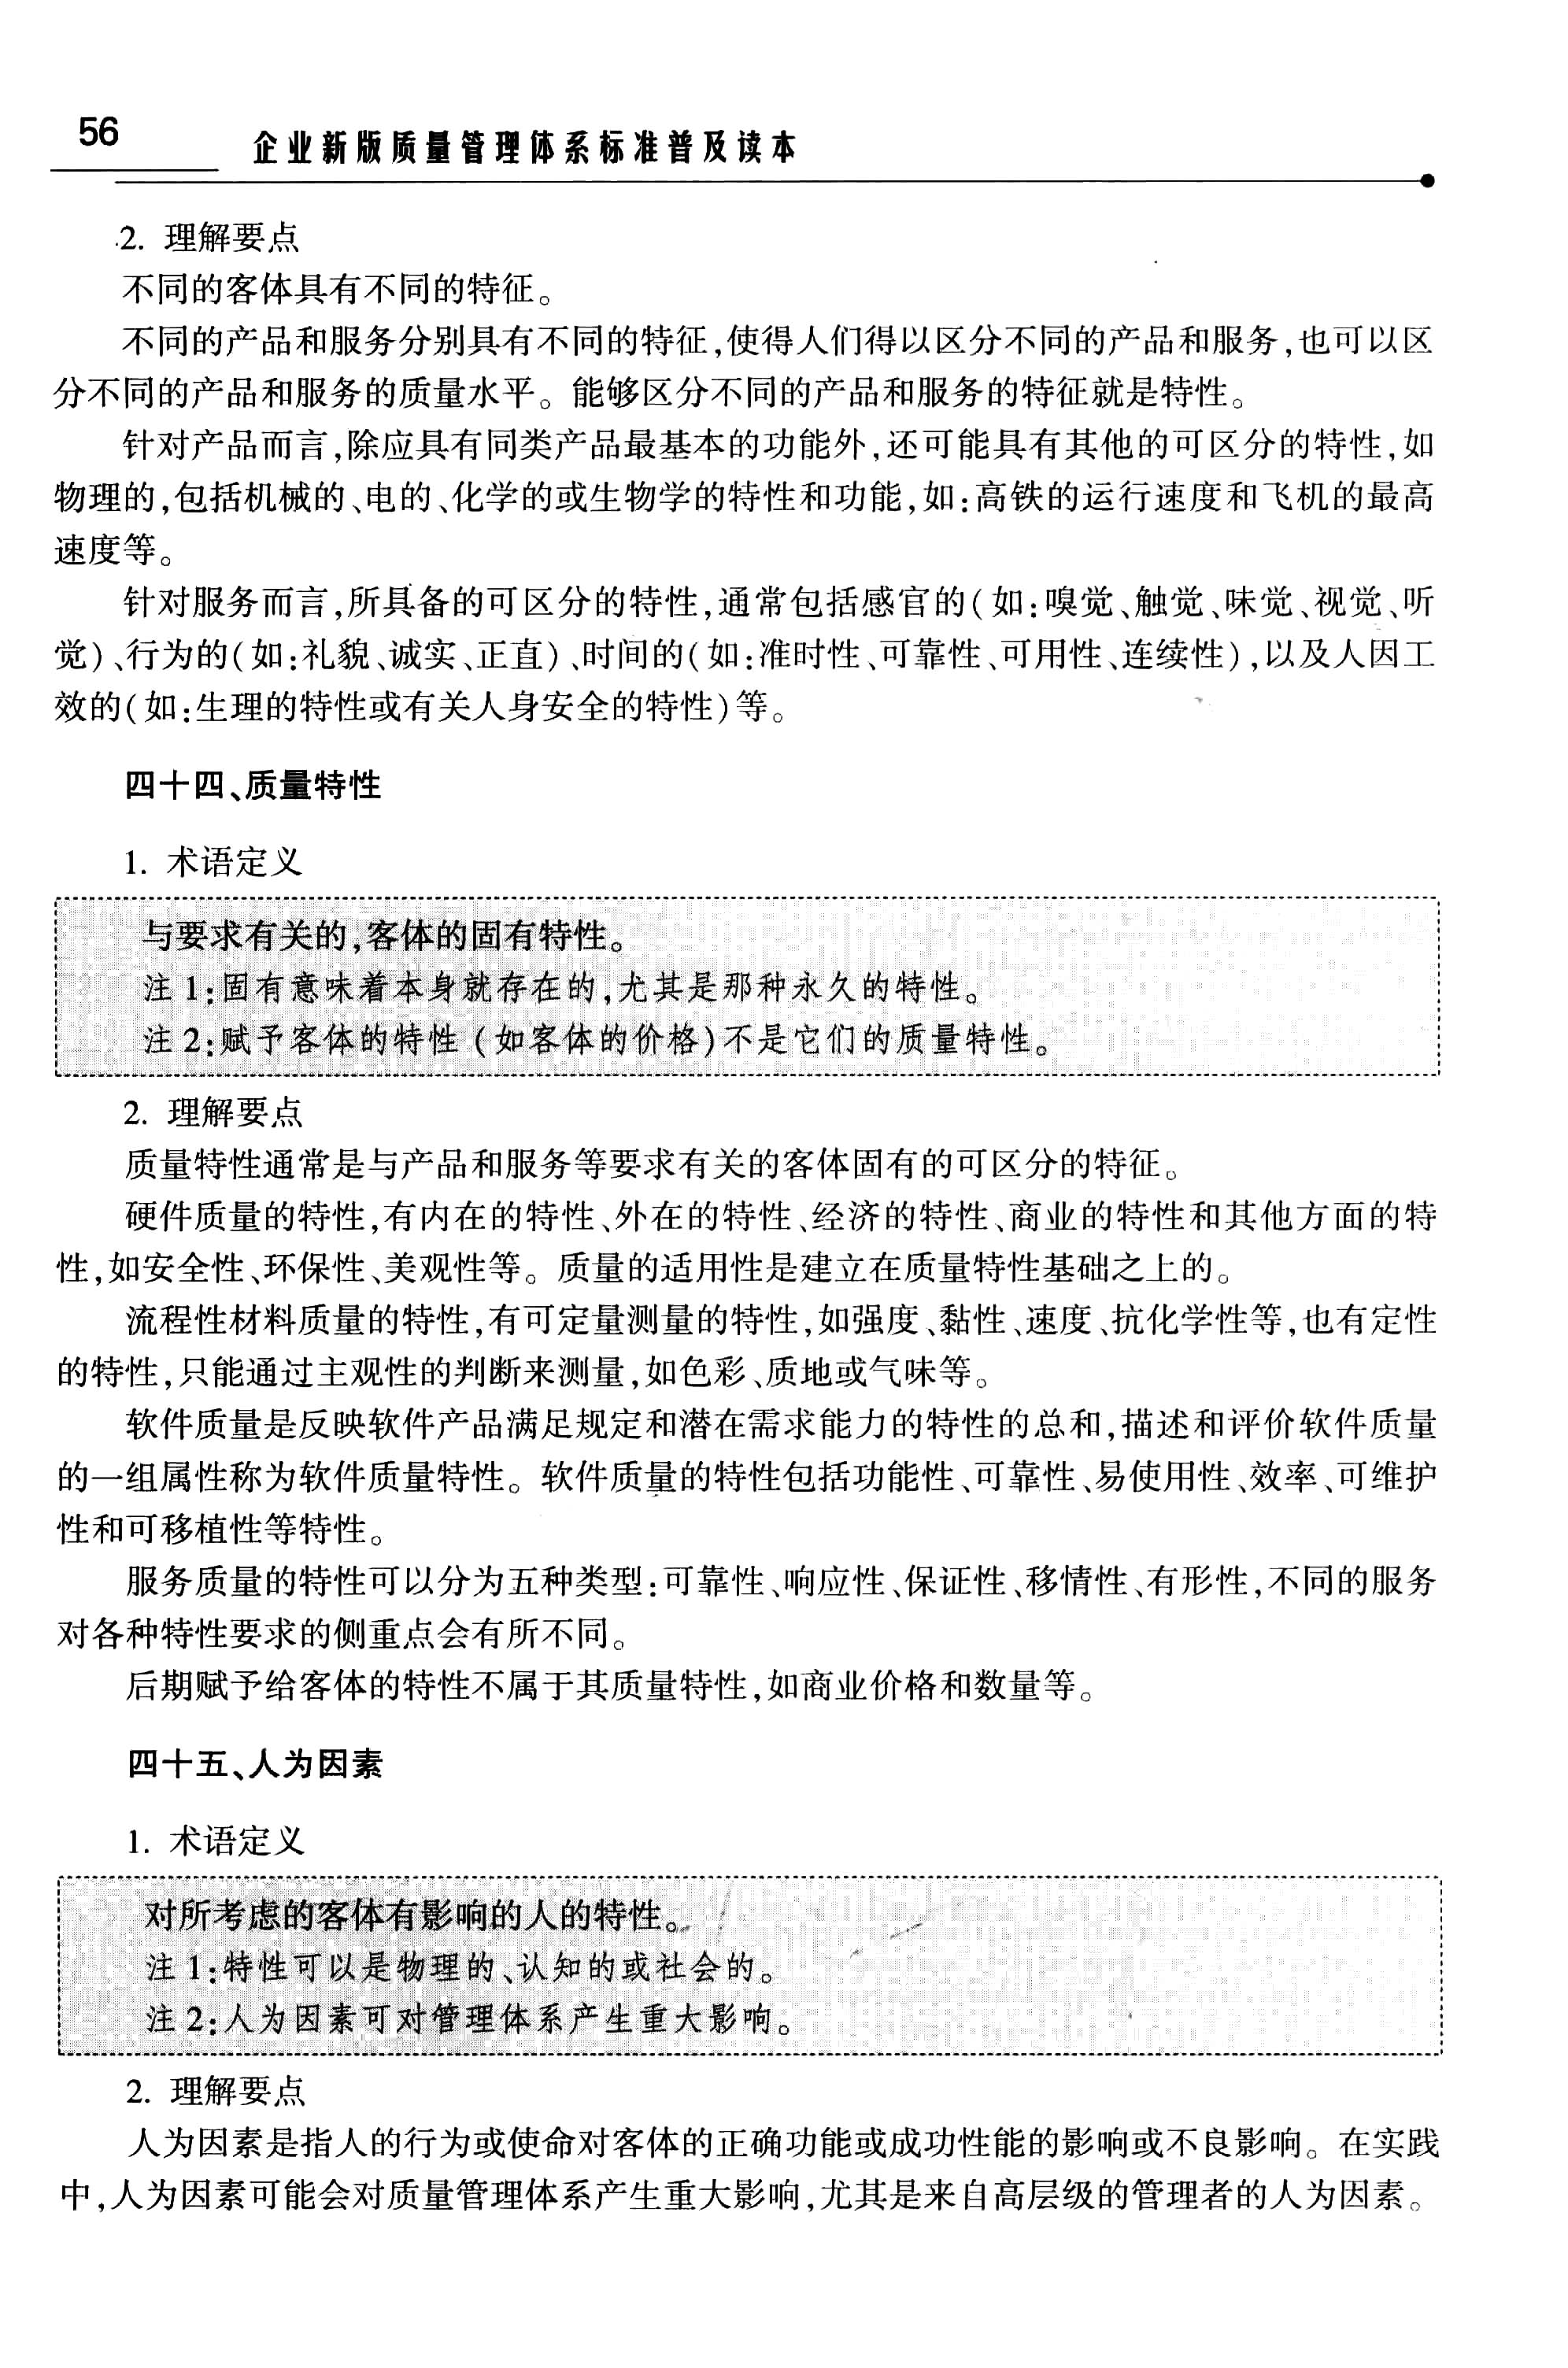 56
企业新版质量管理体系标准普及读本
2. 理解要点
不同的客体具有不同的特征。
不同的产品和服务分别具有不同的特征,使得人们得以区分不同的产品和服务,也可以区
分不同的产品和服务的质量水平。能够区分不同的产品和服务的特征就是特性。
针对产品而言,除应具有同类产品最基本的功能外,还可能具有其他的可区分的特性,如
物理的,包括机械的、电的、化学的或生物学的特性和功能,如:高铁的运行速度和飞机的最高
速度等。
针对服务而言,所具备的可区分的特性,通常包括感官的(如:嗅觉、触觉、味觉、视觉、听
觉)、行为的(如:礼貌、诚实、正直)、时间的(如:准时性、可靠性、可用性、连续性),以及人因工
效的(如:生理的特性或有关人身安全的特性)等。
四十四、质量特性
1. 术语定义
与要求有关的,客体的固有特性。
注 1:固有意味着本身就存在的,尤其是那种永久的特性。
注 2:赋予客体的特性(如客体的价格)不是它们的质量特性。
2. 理解要点
质量特性通常是与产品和服务等要求有关的客体固有的可区分的特征。
硬件质量的特性,有内在的特性、外在的特性、经济的特性、商业的特性和其他方面的特
性,如安全性、环保性、美观性等。质量的适用性是建立在质量特性基础之上的。
流程性材料质量的特性,有可定量测量的特性,如强度、黏性、速度、抗化学性等,也有定性
的特性,只能通过主观性的判断来测量,如色彩、质地或气味等。
软件质量是反映软件产品满足规定和潜在需求能力的特性的总和,描述和评价软件质量
的一组属性称为软件质量特性。软件质量的特性包括功能性、可靠性、易使用性、效率、可维护
性和可移植性等特性。
服务质量的特性可以分为五种类型:可靠性、响应性、保证性、移情性、有形性,不同的服务
对各种特性要求的侧重点会有所不同。
后期赋予给客体的特性不属于其质量特性,如商业价格和数量等。
四十五、人为因素
1. 术语定义
对所考虑的客体有影响的人的特性。
注 1:特性可以是物理的、认知的或社会的。
注 2:人为因素可对管理体系产生重大影响。
2. 理解要点
人为因素是指人的行为或使命对客体的正确功能或成功性能的影响或不良影响。在实践
中,人为因素可能会对质量管理体系产生重大影响,尤其是来自高层级的管理者的人为因素。